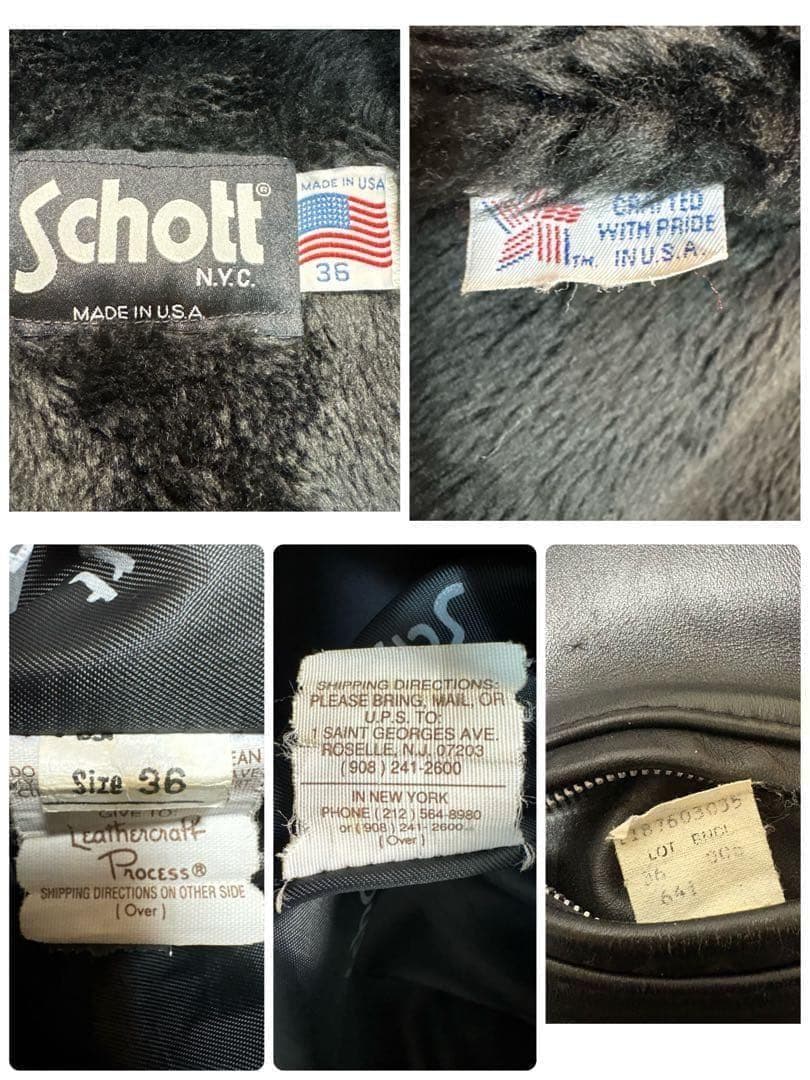 Schott®
N.Y.C.
MADE IN U.S.A.
MADE IN USA
36
CRAFTED
WITH PRIDE
TM. IN U.S.A.
Size 36
GIVE TO:
Leathercraft
Process®
SHIPPING DIRECTIONS ON OTHER SIDE
(Over)
SHIPPING DIRECTIONS:
PLEASE BRING, MAIL, OR
U.P.S. TO:
1 SAINT GEORGES AVE.
ROSELLE, N.J. 07203
(908) 241-2600
IN NEW YORK
PHONE (212) 564-8980
or (908) 241-2600
(Over)
LOT BNDL
36
641